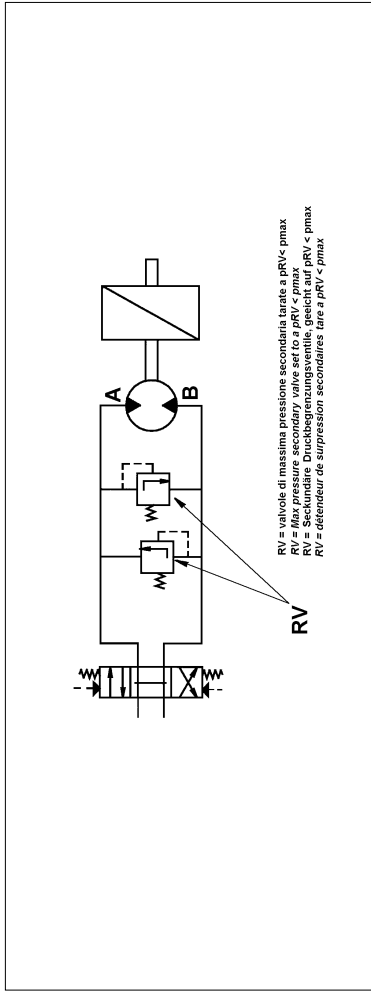 A
B
RV
RV = valvole di massima pressione secondaria tarate a pRV< pmax
RV = Max pressure secondary valve set to a pRV < pmax
RV = Seckundäre Druckbegrenzungsventile, geeicht auf pRV < pmax
RV = détendeur de surpression secondaires tare a pRV < pmax